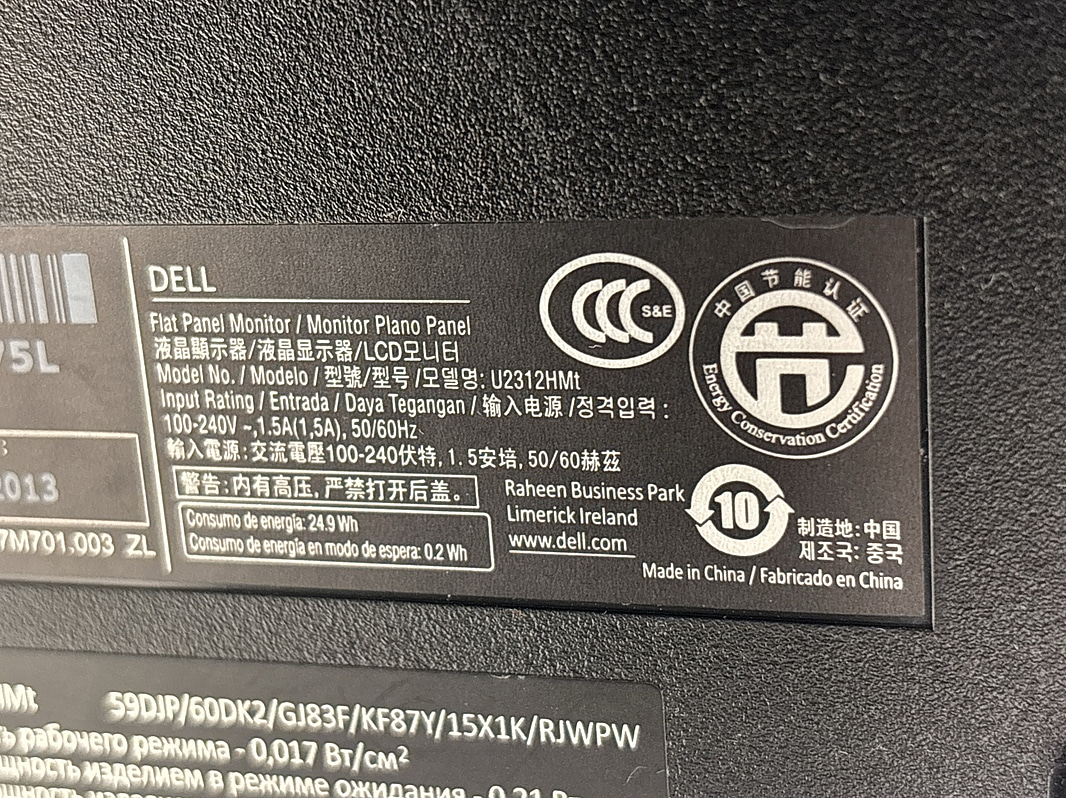 75L
2013
7M701.003 ZL
DELL
Flat Panel Monitor / Monitor Plano Panel
液晶顯示器/液晶显示器/LCD모니터
Model No. / Modelo / 型號/型号 /모델명: U2312HMt
Input Rating / Entrada / Daya Tegangan / 输入电源 /정격입력 :
100-240V ~,1.5A(1,5A), 50/60Hz
輸入電源:交流電壓100-240伏特, 1.5安培, 50/60赫茲
警告:内有高压, 严禁打开后盖。
Consumo de energía: 24.9 Wh
Consumo de energía en modo de espera: 0.2 Wh
Raheen Business Park
Limerick Ireland
www.dell.com
CCC S&E
中国节能认证
Energy Conservation Certification
10
制造地:中国
제조국: 중국
Made in China / Fabricado en China
HMt 59DJP/60DK2/GJ83F/KF87Y/15X1K/RJWPW
рабочего режима - 0,017 Вт/см²
изделием в режиме ожидания - 0,21